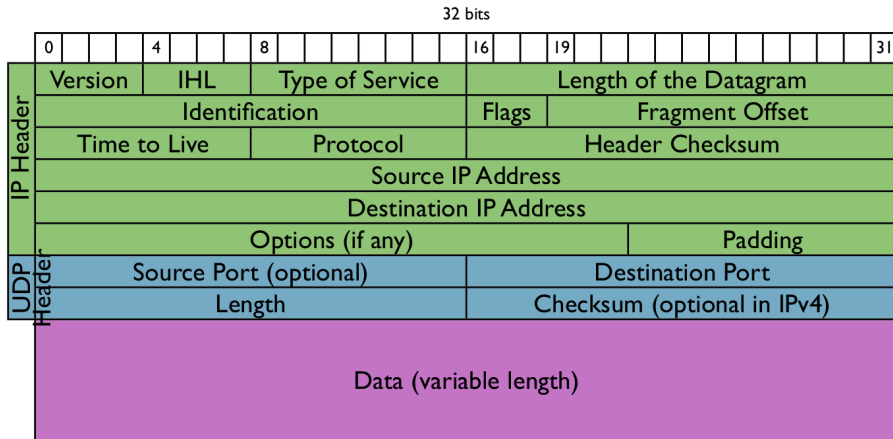 32 bits
0 4 8 16 19 31
Version IHL Type of Service Length of the Datagram
Identification Flags Fragment Offset
Time to Live Protocol Header Checksum
Source IP Address
Destination IP Address
Options (if any) Padding
IP Header
Source Port (optional) Destination Port
Length Checksum (optional in IPv4)
UDP
Header
Data (variable length)